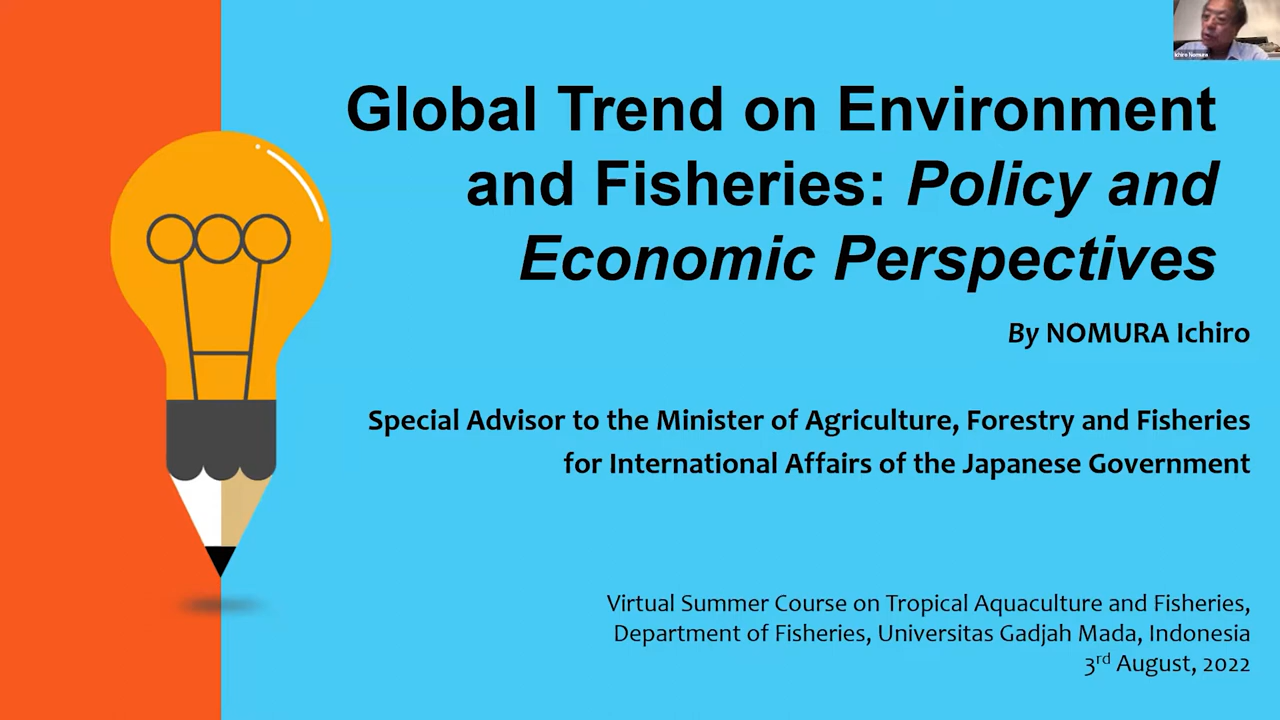 Ichiro Nomura
Global Trend on Environment
and Fisheries: Policy and
Economic Perspectives
By NOMURA Ichiro
Special Advisor to the Minister of Agriculture, Forestry and Fisheries
for International Affairs of the Japanese Government
Virtual Summer Course on Tropical Aquaculture and Fisheries,
Department of Fisheries, Universitas Gadjah Mada, Indonesia
3rd August, 2022